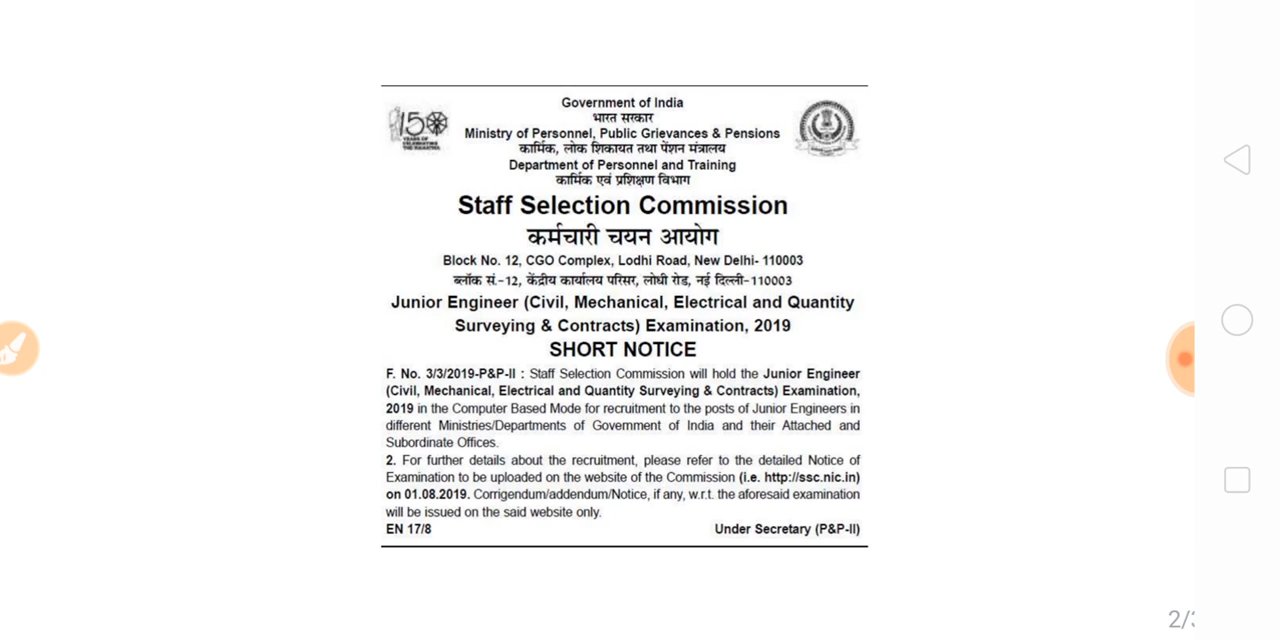 Government of India
भारत सरकार
Ministry of Personnel, Public Grievances & Pensions
कार्मिक, लोक शिकायत तथा पेंशन मंत्रालय
Department of Personnel and Training
कार्मिक एवं प्रशिक्षण विभाग
150
YEARS OF
CELEBRATING
THE MAHATMA
Staff Selection Commission
कर्मचारी चयन आयोग
Block No. 12, CGO Complex, Lodhi Road, New Delhi- 110003
ब्लॉक सं.-12, केंद्रीय कार्यालय परिसर, लोधी रोड, नई दिल्ली-110003
Junior Engineer (Civil, Mechanical, Electrical and Quantity
Surveying & Contracts) Examination, 2019
SHORT NOTICE
F. No. 3/3/2019-P&P-II : Staff Selection Commission will hold the Junior Engineer
(Civil, Mechanical, Electrical and Quantity Surveying & Contracts) Examination,
2019 in the Computer Based Mode for recruitment to the posts of Junior Engineers in
different Ministries/Departments of Government of India and their Attached and
Subordinate Offices.
2. For further details about the recruitment, please refer to the detailed Notice of
Examination to be uploaded on the website of the Commission (i.e. http://ssc.nic.in)
on 01.08.2019. Corrigendum/addendum/Notice, if any, w.r.t. the aforesaid examination
will be issued on the said website only.
EN 17/8 Under Secretary (P&P-II)
2/